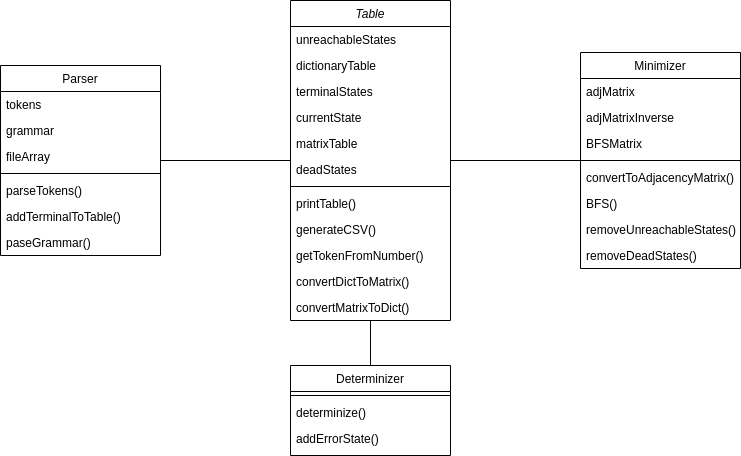 Table
unreachableStates
dictionaryTable
terminalStates
currentState
matrixTable
deadStates
printTable()
generateCSV()
getTokenFromNumber()
convertDictToMatrix()
convertMatrixToDict()
Parser
tokens
grammar
fileArray
parseTokens()
addTerminalToTable()
paseGrammar()
Minimizer
adjMatrix
adjMatrixInverse
BFSMatrix
convertToAdjacencyMatrix()
BFS()
removeUnreachableStates()
removeDeadStates()
Determinizer
determinize()
addErrorState()